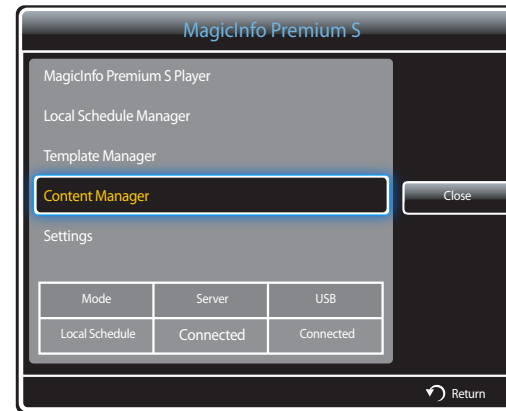 MagicInfo Premium S
MagicInfo Premium S Player
Local Schedule Manager
Template Manager
Content Manager
Close
Settings
Mode Server USB
Local Schedule Connected Connected
Return